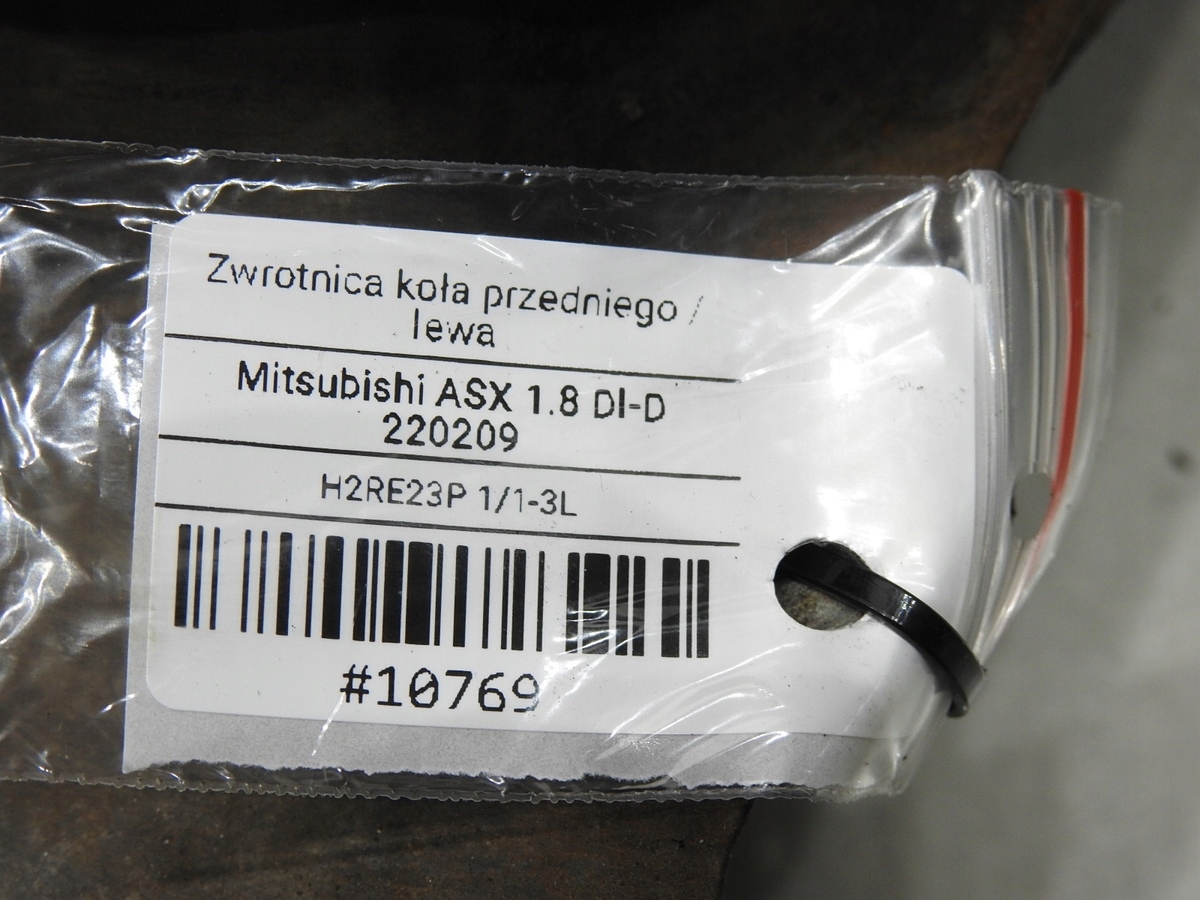 Zwrotnica koła przedniego /
lewa
Mitsubishi ASX 1.8 DI-D
220209
H2RE23P 1/1-3L
#10769